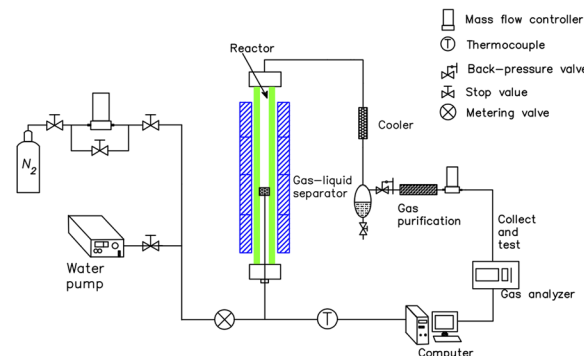 Mass flow controller
Reactor
T
Thermocouple
Back-pressure valve
Stop value
Metering valve
Cooler
N2
Gas-liquid
separator
Gas
purification
Collect
and
test
Water
pump
T
Gas analyzer
Computer